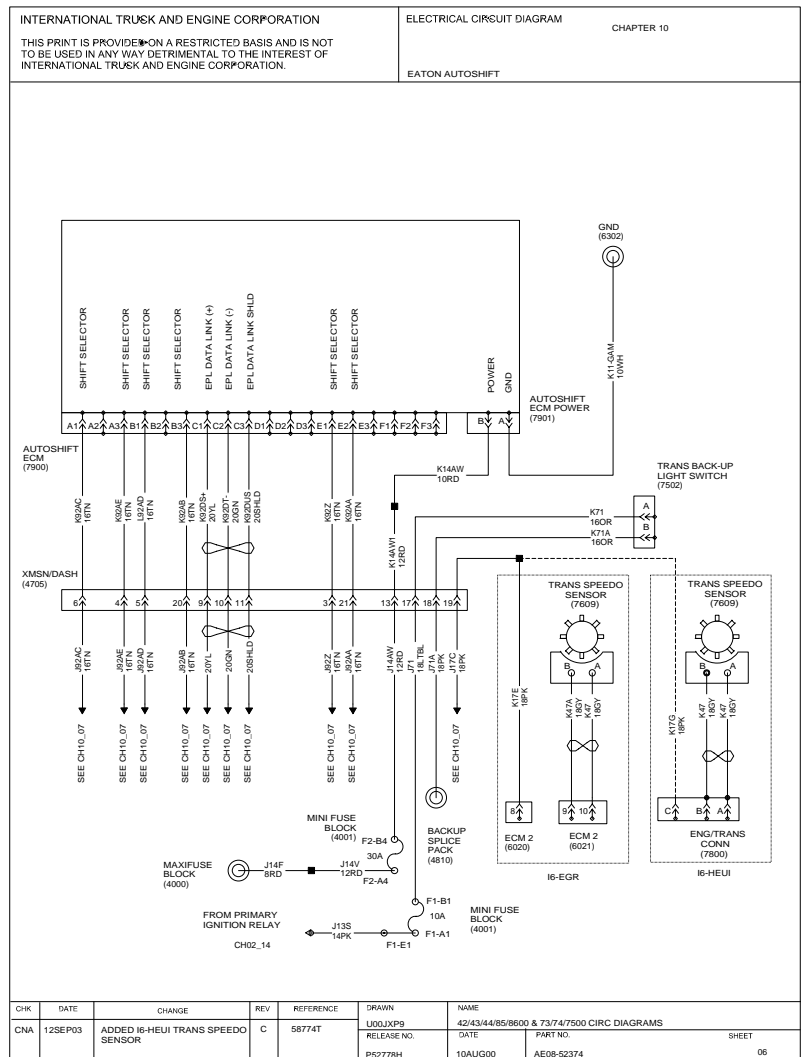 INTERNATIONAL TRUCK AND ENGINE CORPORATION
THIS PRINT IS PROVIDED ON A RESTRICTED BASIS AND IS NOT
TO BE USED IN ANY WAY DETRIMENTAL TO THE INTEREST OF
INTERNATIONAL TRUCK AND ENGINE CORPORATION.
ELECTRICAL CIRCUIT DIAGRAM
CHAPTER 10
EATON AUTOSHIFT
GND
(6302)
K11-GAM
10WH
SHIFT SELECTOR
SHIFT SELECTOR
SHIFT SELECTOR
SHIFT SELECTOR
EPL DATA LINK (+)
EPL DATA LINK (-)
EPL DATA LINK SHLD
SHIFT SELECTOR
SHIFT SELECTOR
POWER
GND
A1 A2 A3 B1 B2 B3 C1 C2 C3 D1 D2 D3 E1 E2 E3 F1 F2 F3
B A
AUTOSHIFT
ECM POWER
(7901)
AUTOSHIFT
ECM
(7900)
K92AC
16TN
K92AE
16TN
L92AD
16TN
K92AB
16TN
K92DS+
20YL
K92DT-
20GN
K92DUS
20SHLD
K92Z
16TN
K92AA
16TN
K14AW
10RD
K14AW1
12RD
TRANS BACK-UP
LIGHT SWITCH
(7502)
A
B
K71
16OR
K71A
16OR
XMSN/DASH
(4705)
6 4 5 20 9 10 11 3 21 13 17 18 19
J92AC
16TN
J92AE
16TN
J92AD
16TN
J92AB
16TN
20YL
20GN
20SHLD
J92Z
16TN
J92AA
16TN
J14AW
12RD
J71
18LTBL
J71A
18PK
J17C
18PK
SEE CH10_07
SEE CH10_07
SEE CH10_07
SEE CH10_07
SEE CH10_07
SEE CH10_07
SEE CH10_07
SEE CH10_07
SEE CH10_07
SEE CH10_07
TRANS SPEEDO
SENSOR
(7609)
B A
K17E
18PK
K47A
18GY
K47
18GY
8
ECM 2
(6020)
9 10
ECM 2
(6021)
I6-EGR
TRANS SPEEDO
SENSOR
(7609)
B A
K17G
18PK
K47
18GY
K47
18GY
C B A
ENG/TRANS
CONN
(7800)
I6-HEUI
MINI FUSE
BLOCK
(4001)
F2-B4
30A
F2-A4
BACKUP
SPLICE
PACK
(4810)
MAXIFUSE
BLOCK
(4000)
J14F
8RD
J14V
12RD
F1-B1
10A
F1-A1
MINI FUSE
BLOCK
(4001)
FROM PRIMARY
IGNITION RELAY
CH02_14
J13S
14PK
F1-E1
CHK DATE CHANGE REV REFERENCE DRAWN NAME
CNA 12SEP03 ADDED I6-HEUI TRANS SPEEDO
SENSOR
C 58774T U00JXP9 42/43/44/85/8600 & 73/74/7500 CIRC DIAGRAMS
RELEASE NO. DATE PART NO. SHEET
P52778H 10AUG00 AE08-52374 06